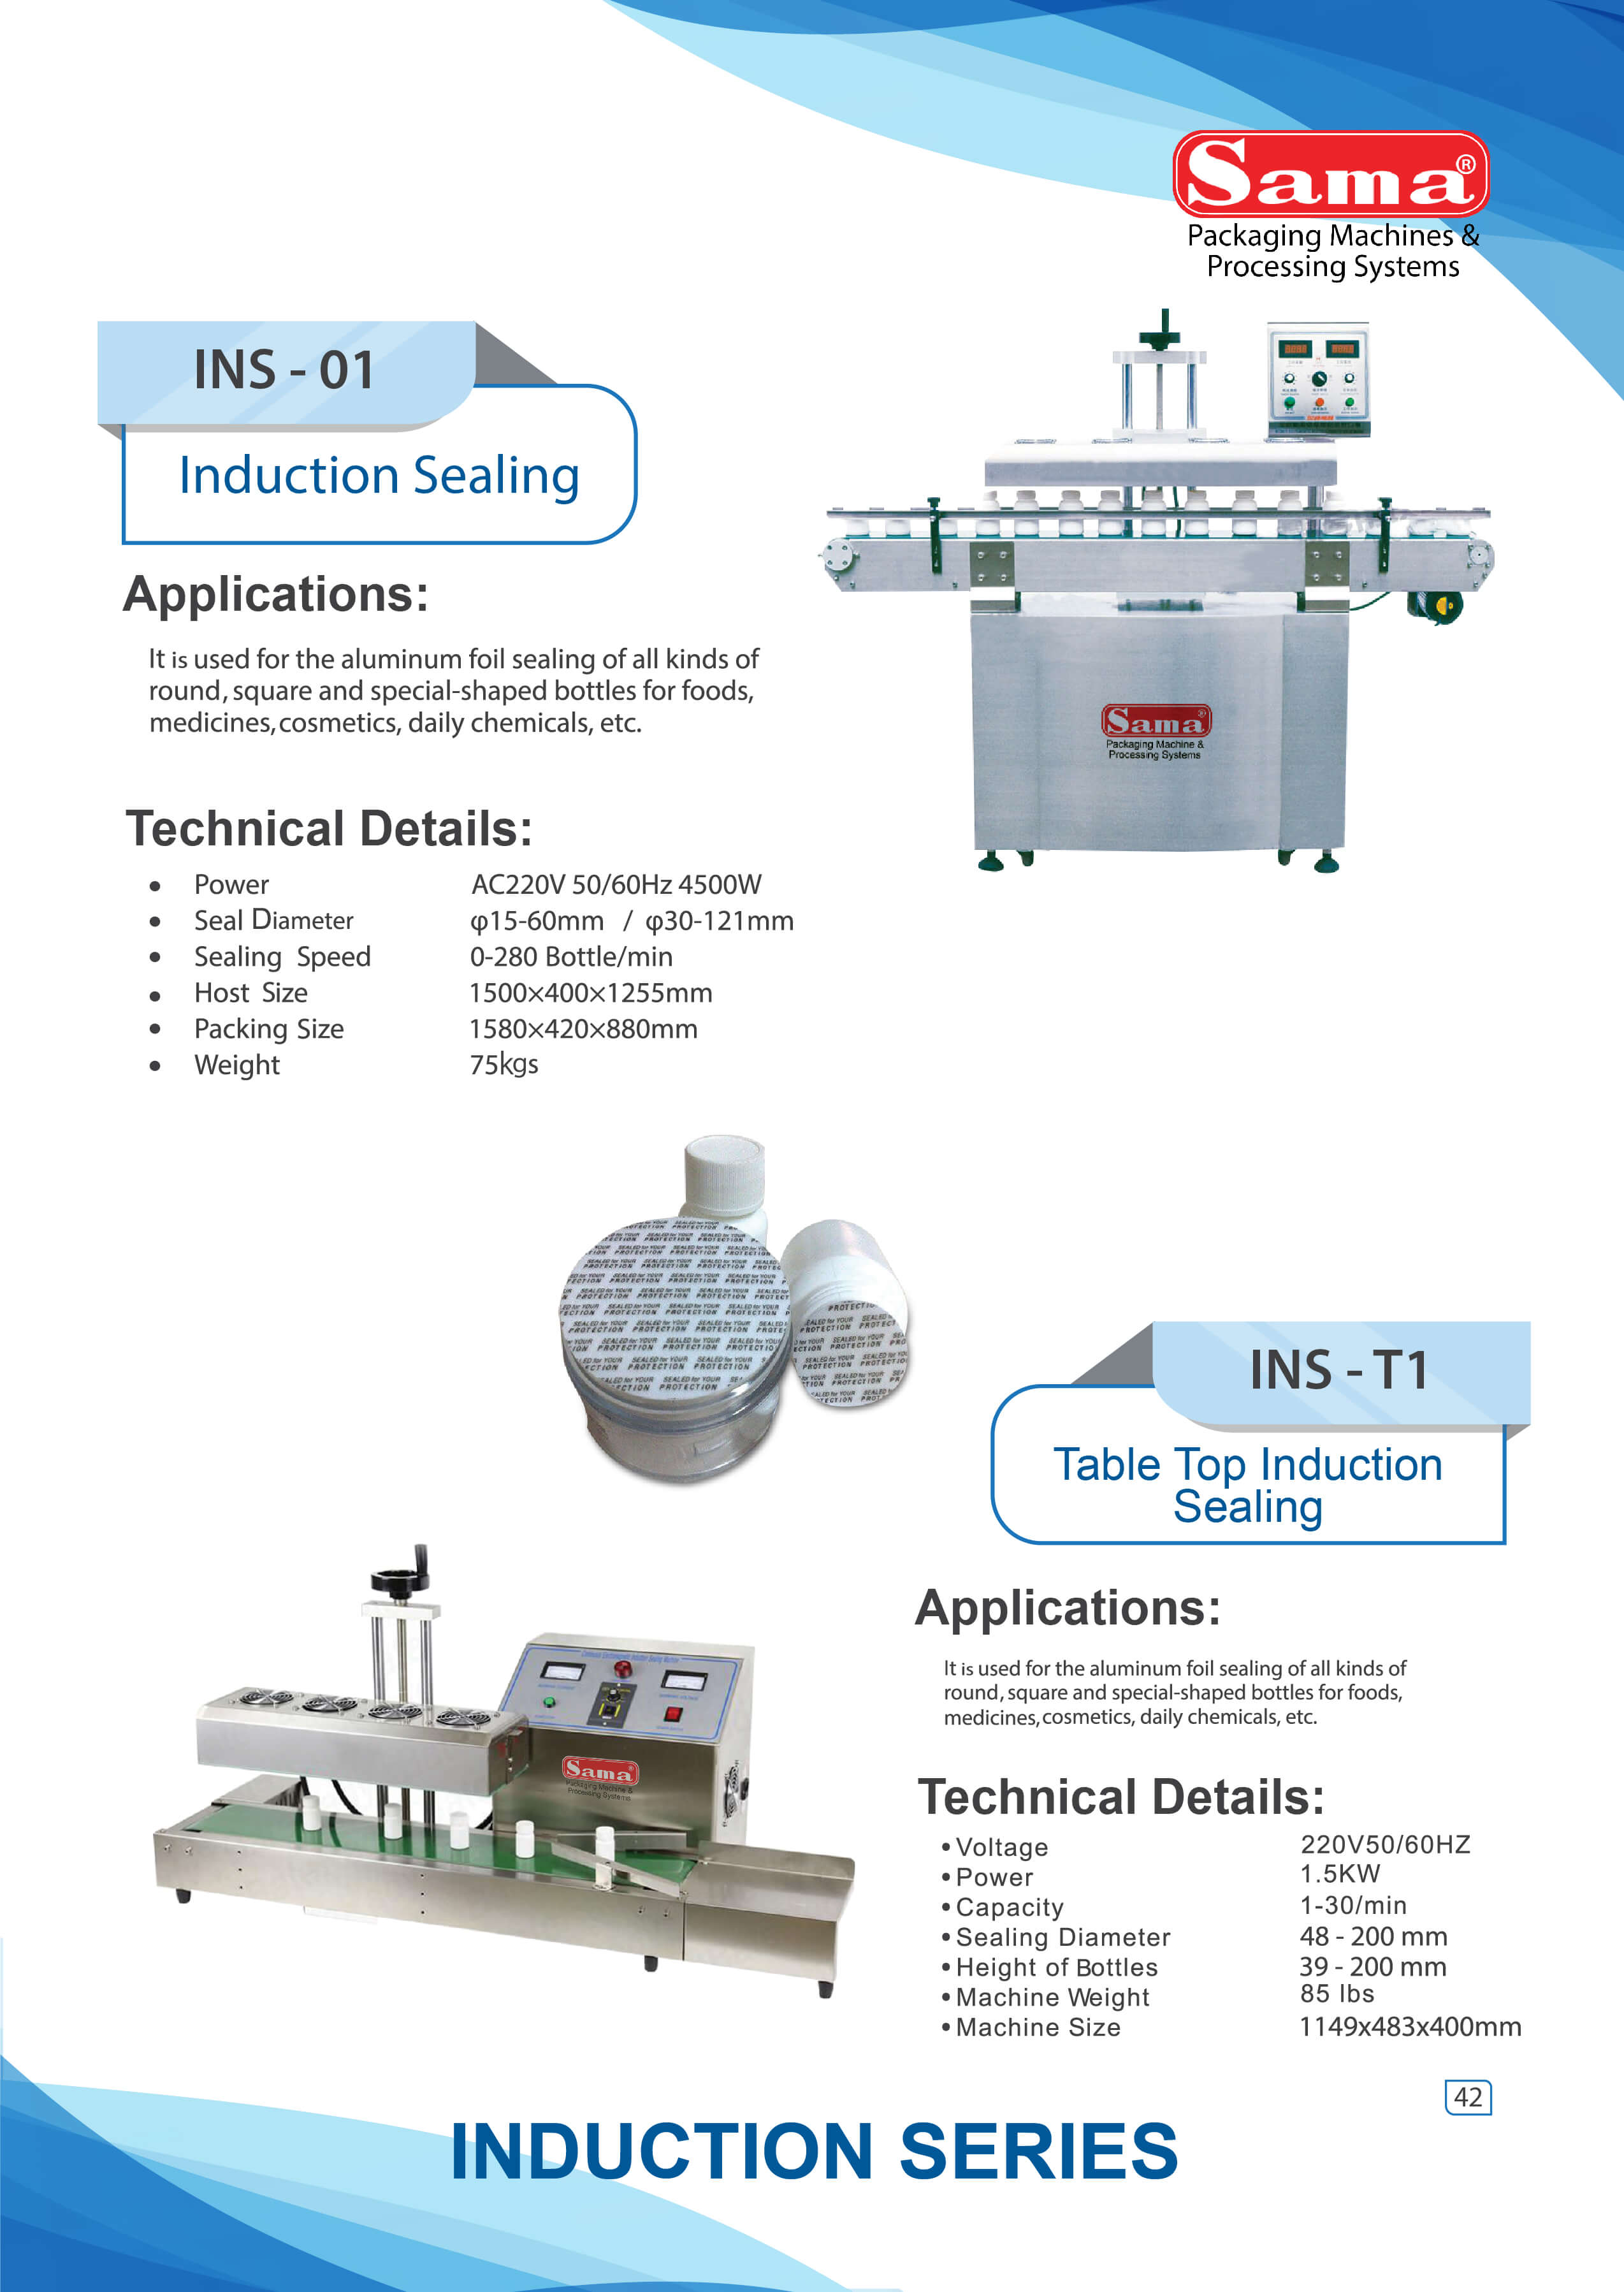 Sama®
Packaging Machines &
Processing Systems
INS - 01
Induction Sealing
Applications:
It is used for the aluminum foil sealing of all kinds of
round, square and special-shaped bottles for foods,
medicines, cosmetics, daily chemicals, etc.
Sama®
Packaging Machine &
Processing Systems
Technical Details:
• Power AC220V 50/60Hz 4500W
• Seal Diameter φ15-60mm / φ30-121mm
• Sealing Speed 0-280 Bottle/min
• Host Size 1500×400×1255mm
• Packing Size 1580×420×880mm
• Weight 75kgs
SEALED for YOUR
PROTECTION
INS - T1
Table Top Induction
Sealing
Applications:
It is used for the aluminum foil sealing of all kinds of
round, square and special-shaped bottles for foods,
medicines, cosmetics, daily chemicals, etc.
Sama®
Packaging Machine &
Processing Systems
Technical Details:
• Voltage 220V50/60HZ
• Power 1.5KW
• Capacity 1-30/min
• Sealing Diameter 48 - 200 mm
• Height of Bottles 39 - 200 mm
• Machine Weight 85 lbs
• Machine Size 1149x483x400mm
42
INDUCTION SERIES